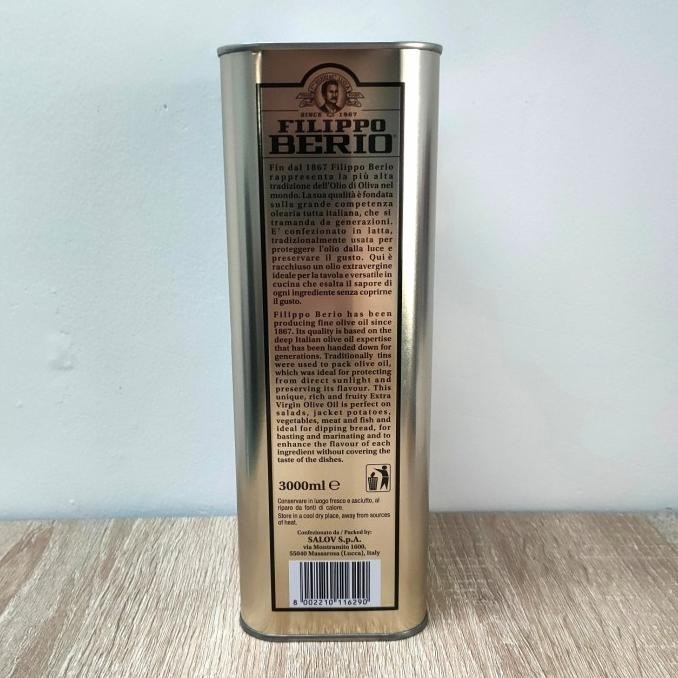 SINCE 1867
FILIPPO
BERIO
Fin dal 1867 Filippo Berio
rappresenta la più alta
tradizione dell'Olio di Oliva nel
mondo. La sua qualità è fondata
sulla grande competenza
olearia tutta italiana, che si
tramanda da generazioni.
E' confezionato in latta,
tradizionalmente usata per
proteggere l'olio dalla luce e
preservare il gusto. Qui è
racchiuso un olio extravergine
ideale per la tavola e versatile in
cucina che esalta il sapore di
ogni ingrediente senza coprirne
il gusto.
Filippo Berio has been
producing fine olive oil since
1867. Its quality is based on the
deep Italian olive oil expertise
that has been handed down for
generations. Traditionally tins
were used to pack olive oil,
which was ideal for protecting
from direct sunlight and
preserving its flavour. This
unique, rich and fruity Extra
Virgin Olive Oil is perfect on
salads, jacket potatoes,
vegetables, meat and fish and
ideal for dipping bread, for
basting and marinating and to
enhance the flavour of each
ingredient without covering the
taste of the dishes.
3000ml ℮
Conservare in luogo fresco e asciutto, al
riparo da fonti di calore.
Store in a cool dry place, away from sources
of heat.
Confezionato da / Packed by:
SALOV S.p.A.
via Montramito 1600,
55040 Massarosa (Lucca), Italy
8 002210 116290